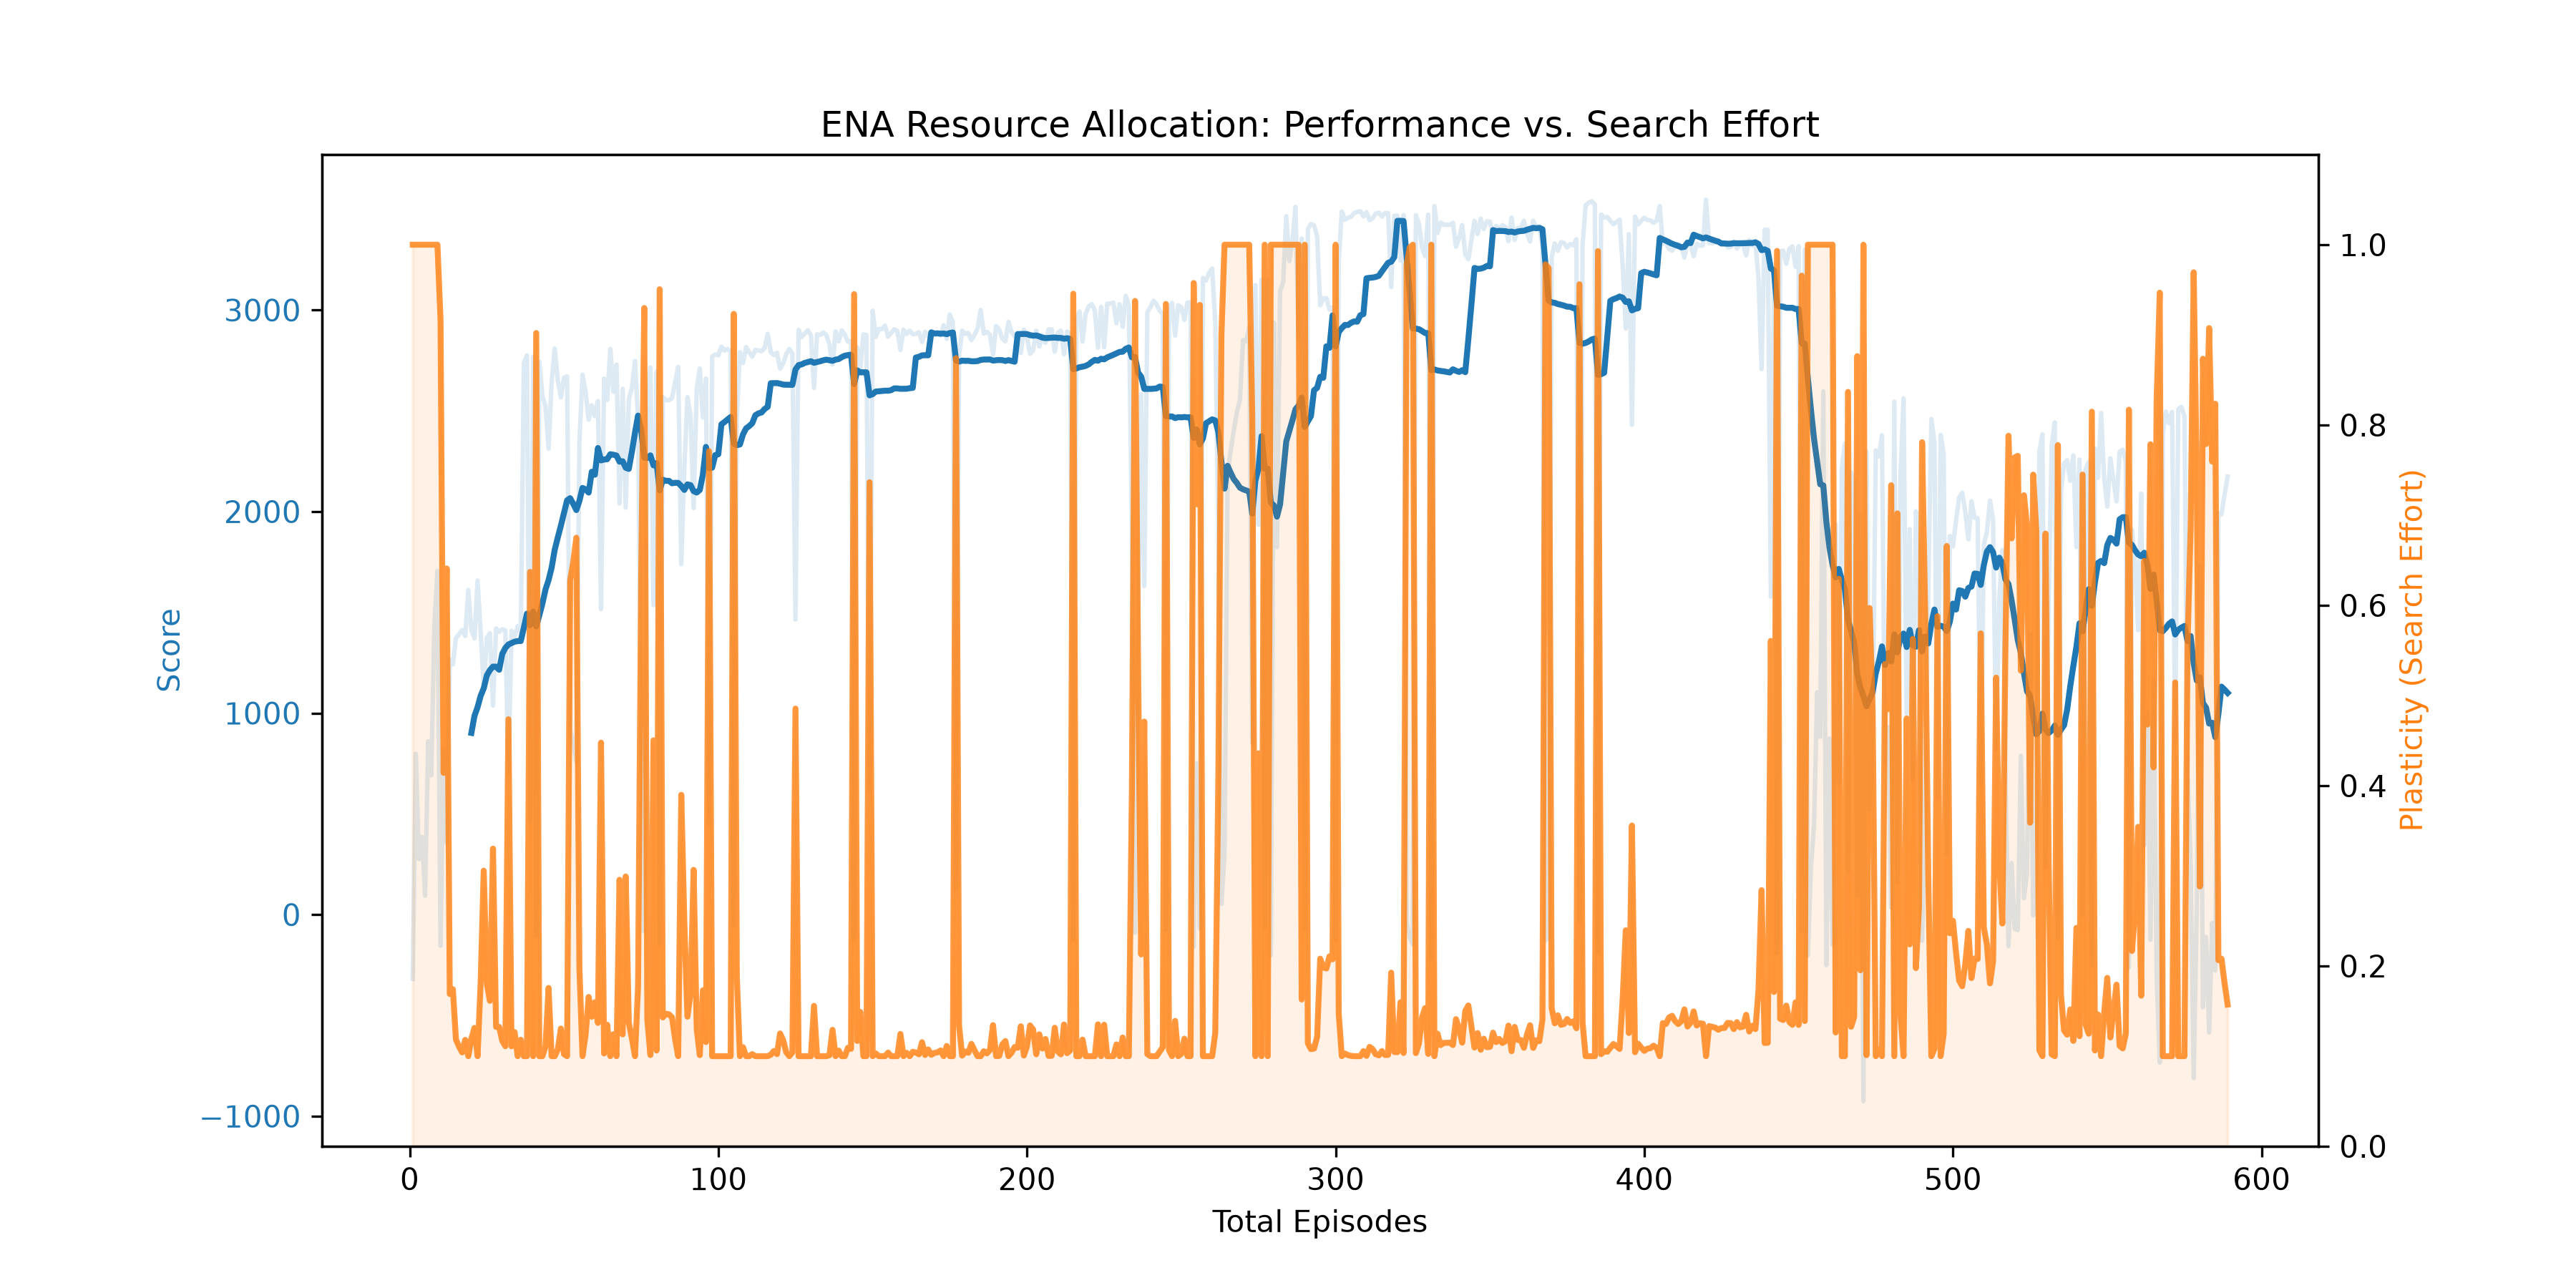 ENA Resource Allocation: Performance vs. Search Effort
Score
3000
2000
1000
0
−1000
1.0
0.8
0.6
0.4
0.2
0.0
Plasticity (Search Effort)
0 100 200 300 400 500 600
Total Episodes